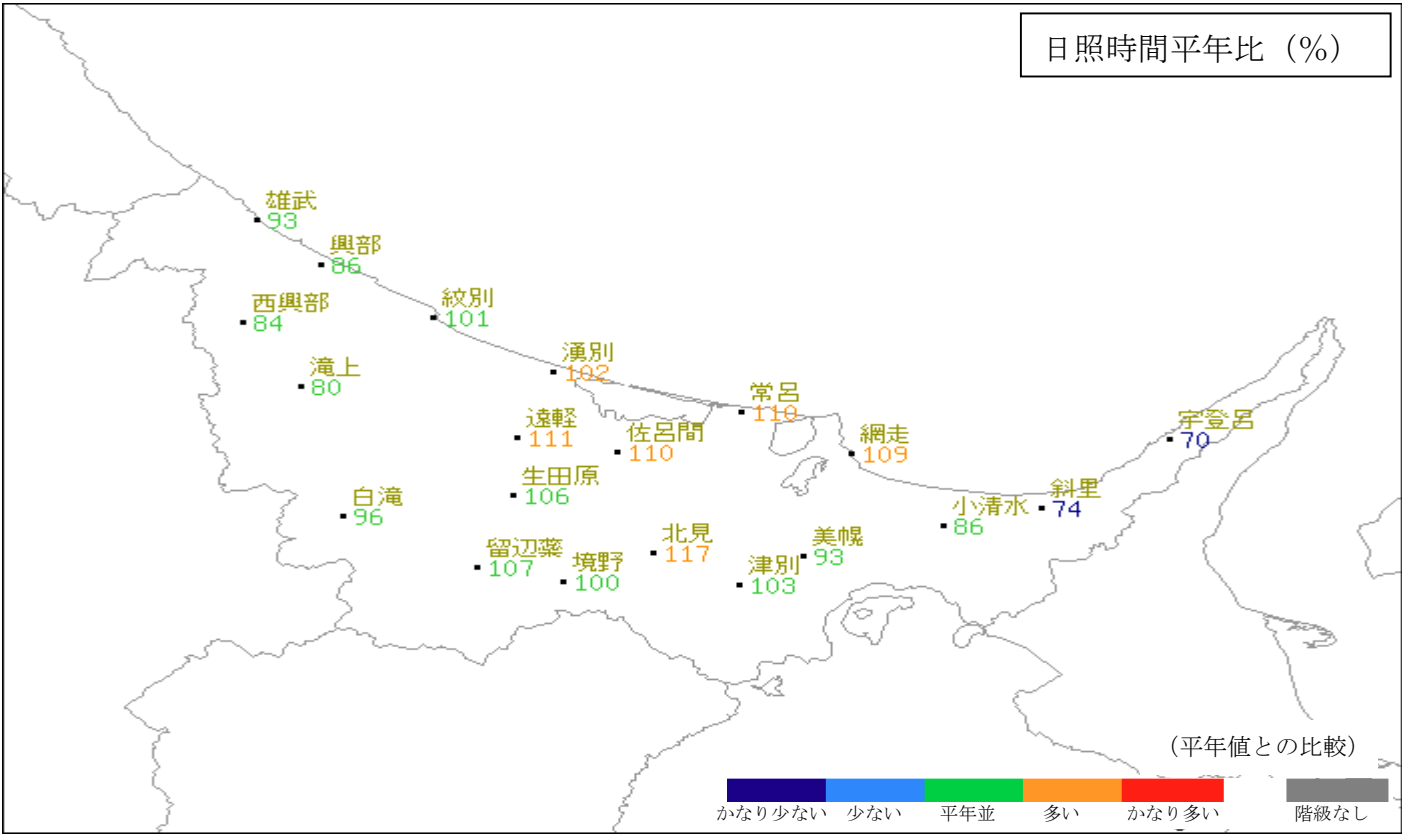 日照時間平年比（%）
雄武
93
興部
86
西興部
84
紋別
101
滝上
80
湧別
102
常呂
110
遠軽
111
佐呂間
110
網走
109
宇登呂
70
生田原
106
白滝
96
斜里
74
小清水
86
北見
117
美幌
93
留辺蘂
107
境野
100
津別
103
（平年値との比較）
かなり少ない 少ない 平年並 多い かなり多い 階級なし